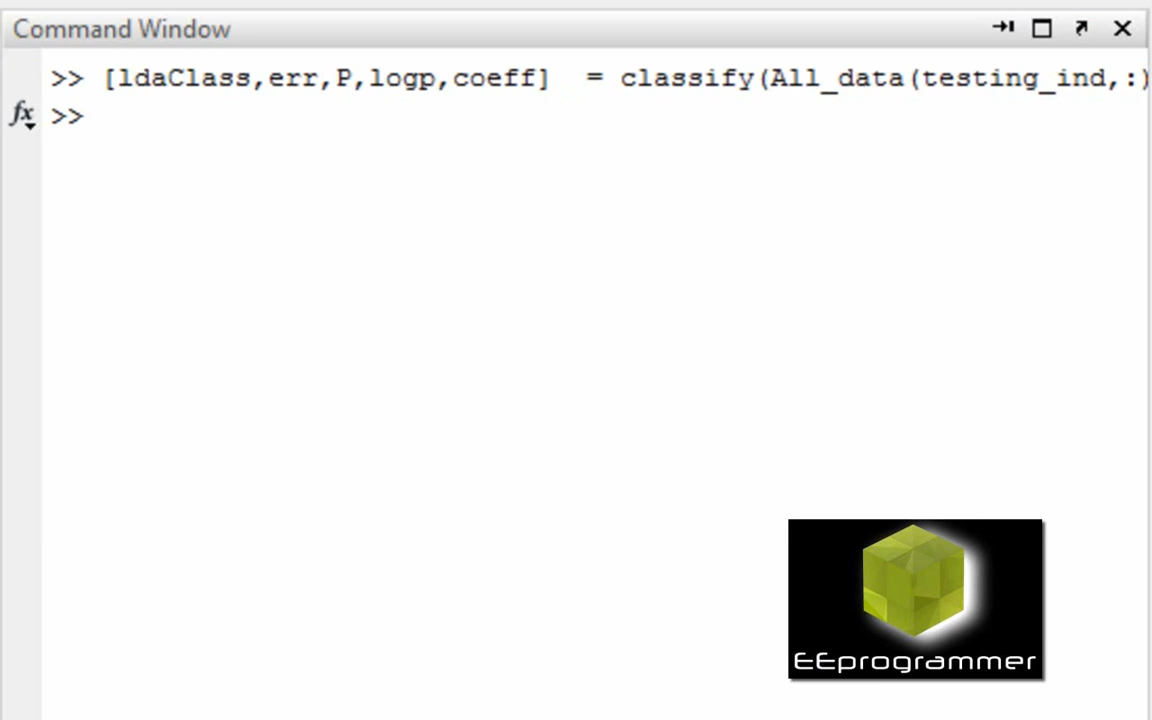 Command Window
>> [ldaClass,err,P,logp,coeff]  = classify(All_data(testing_ind,:)
fx >>
EEprogrammer